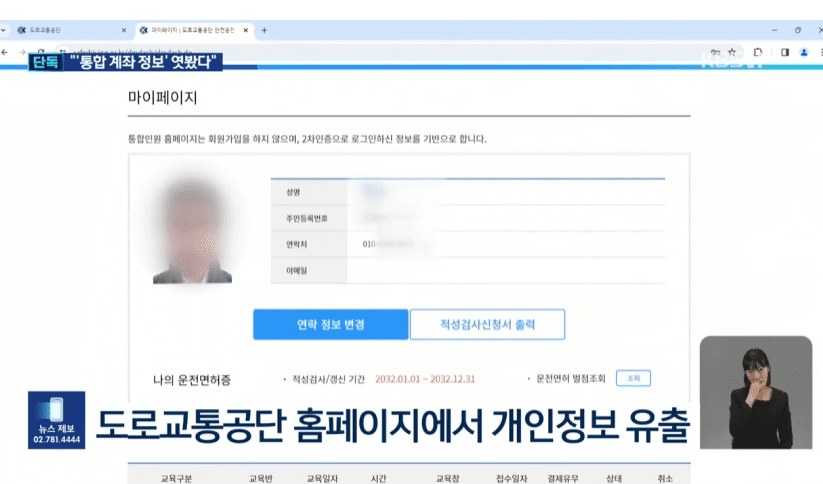 도로교통공단
마이페이지 | 도로교통공단 안전운전
단독 "'통합 계좌 정보' 엿봤다"
마이페이지
통합민원 홈페이지는 회원가입을 하지 않으며, 2차인증으로 로그인하신 정보를 기반으로 합니다.
성명
주민등록번호
연락처 010
이메일
연락 정보 변경 적성검사신청서 출력
나의 운전면허증 · 적성검사/갱신 기간 2032.01.01 ~ 2032.12.31 · 운전면허 벌점조회 조회
뉴스 제보
02.781.4444
도로교통공단 홈페이지에서 개인정보 유출
교육구분 교육반 교육일자 시간 교육장 접수일자 결제유무 상태 취소